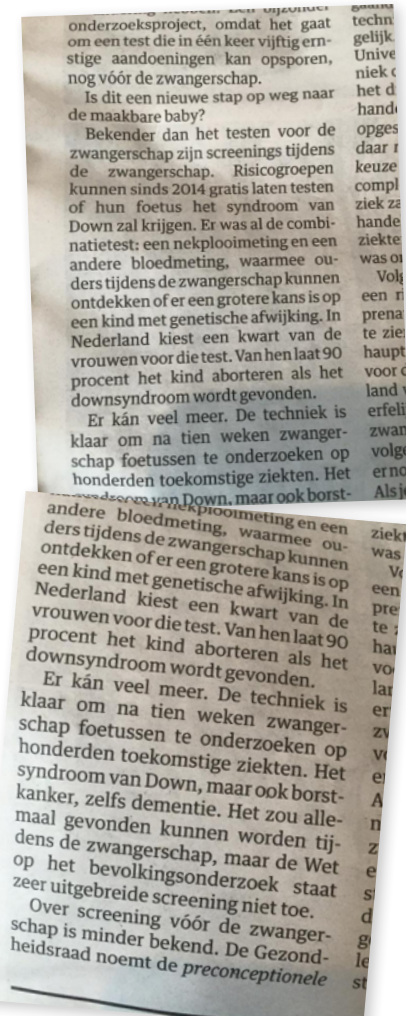 onderzoeksproject, omdat het gaat
om een test die in één keer vijftig ern-
stige aandoeningen kan opsporen,
nog vóór de zwangerschap.
Is dit een nieuwe stap op weg naar
de maakbare baby?
Bekender dan het testen voor de
zwangerschap zijn screenings tijdens
de zwangerschap. Risicogroepen
kunnen sinds 2014 gratis laten testen
of hun foetus het syndroom van
Down zal krijgen. Er was al de combi-
natietest: een nekplooimeting en een
andere bloedmeting, waarmee ou-
ders tijdens de zwangerschap kunnen
ontdekken of er een grotere kans is op
een kind met genetische afwijking. In
Nederland kiest een kwart van de
vrouwen voor die test. Van hen laat 90
procent het kind aborteren als het
downsyndroom wordt gevonden.
Er kán veel meer. De techniek is
klaar om na tien weken zwanger-
schap foetussen te onderzoeken op
honderden toekomstige ziekten. Het
van Down, maar ook borst-
nekplooimeting en een
andere bloedmeting, waarmee ou-
ders tijdens de zwangerschap kunnen
ontdekken of er een grotere kans is op
een kind met genetische afwijking. In
Nederland kiest een kwart van de
vrouwen voor die test. Van hen laat 90
procent het kind aborteren als het
downsyndroom wordt gevonden.
Er kán veel meer. De techniek is
klaar om na tien weken zwanger-
schap foetussen te onderzoeken op
honderden toekomstige ziekten. Het
syndroom van Down, maar ook borst-
kanker, zelfs dementie. Het zou alle-
maal gevonden kunnen worden tij-
dens de zwangerschap, maar de Wet
op het bevolkingsonderzoek staat
zeer uitgebreide screening niet toe.
Over screening vóór de zwanger-
schap is minder bekend. De Gezond-
heidsraad noemt de preconceptionele